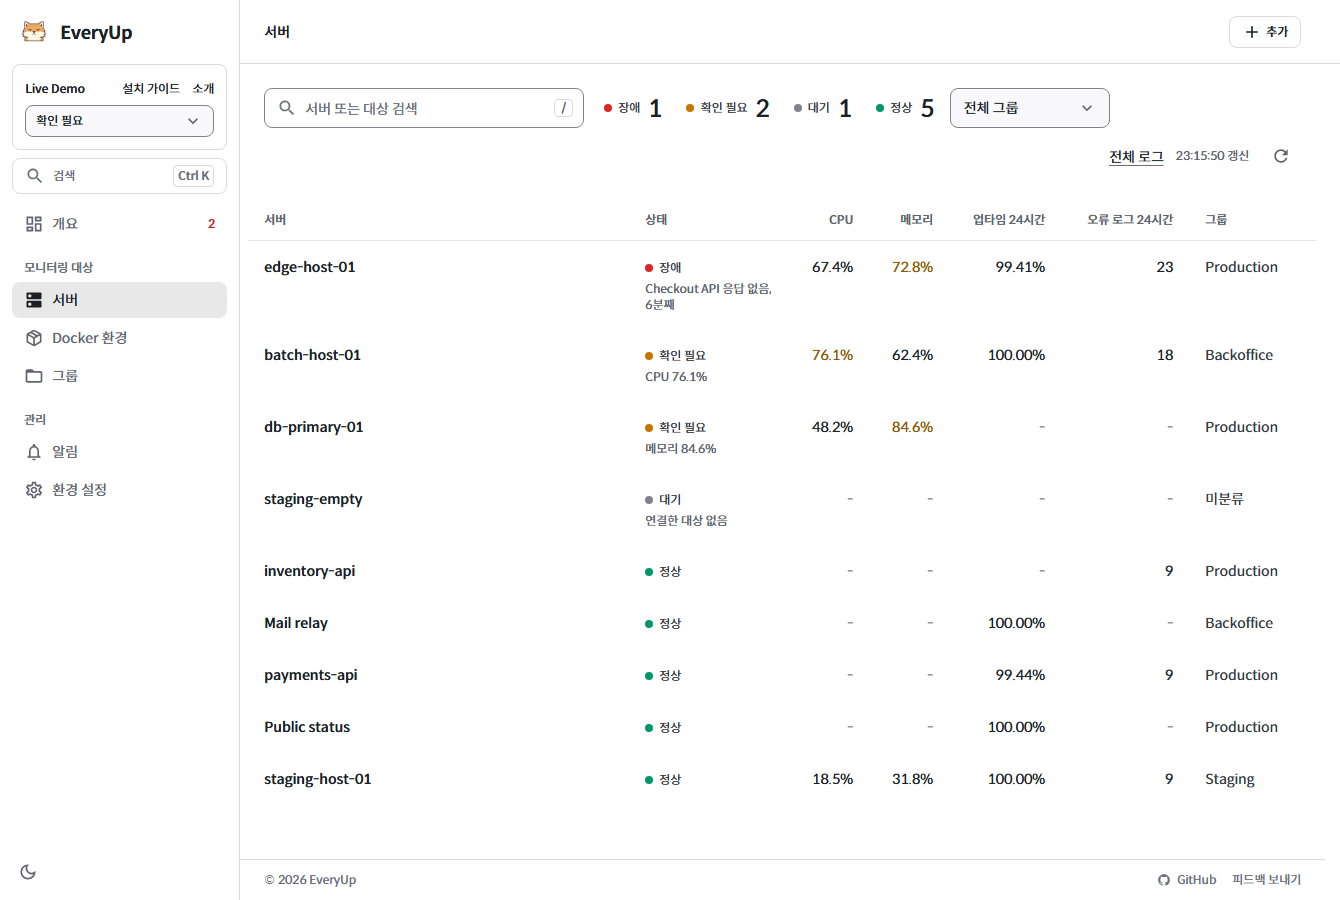 EveryUp
Live Demo 설치 가이드 소개
확인 필요
검색 Ctrl K
개요 2
모니터링 대상
서버
Docker 환경
그룹
관리
알림
환경 설정
서버
추가
서버 또는 대상 검색 /
장애 1 확인 필요 2 대기 1 정상 5
전체 그룹
전체 로그 23:15:50 갱신
서버 상태 CPU 메모리 업타임 24시간 오류 로그 24시간 그룹
edge-host-01 장애 67.4% 72.8% 99.41% 23 Production
Checkout API 응답 없음,
6분째
batch-host-01 확인 필요 76.1% 62.4% 100.00% 18 Backoffice
CPU 76.1%
db-primary-01 확인 필요 48.2% 84.6% - - Production
메모리 84.6%
staging-empty 대기 - - - - 미분류
연결한 대상 없음
inventory-api 정상 - - - 9 Production
Mail relay 정상 - - 100.00% - Backoffice
payments-api 정상 - - 99.44% 9 Production
Public status 정상 - - 100.00% - Production
staging-host-01 정상 18.5% 31.8% 100.00% 9 Staging
© 2026 EveryUp
GitHub 피드백 보내기